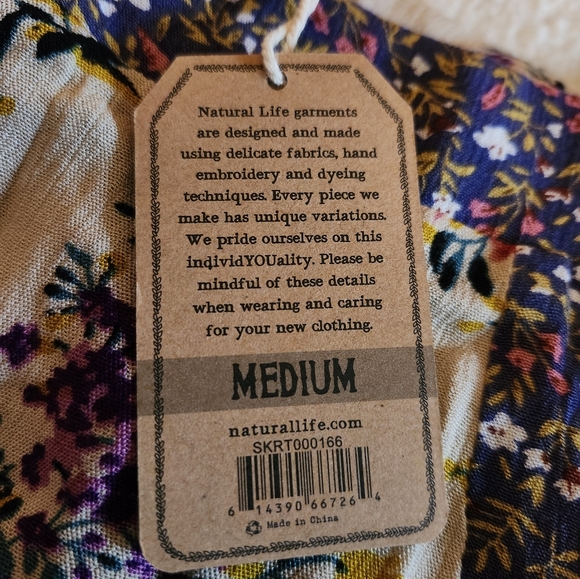 Natural Life garments
are designed and made
using delicate fabrics, hand
embroidery and dyeing
techniques. Every piece we
make has unique variations.
We pride ourselves on this
individYOUality. Please be
mindful of these details
when wearing and caring
for your new clothing.
MEDIUM
naturallife.com
SKRT000166
6 14390 66726 4
Made in China